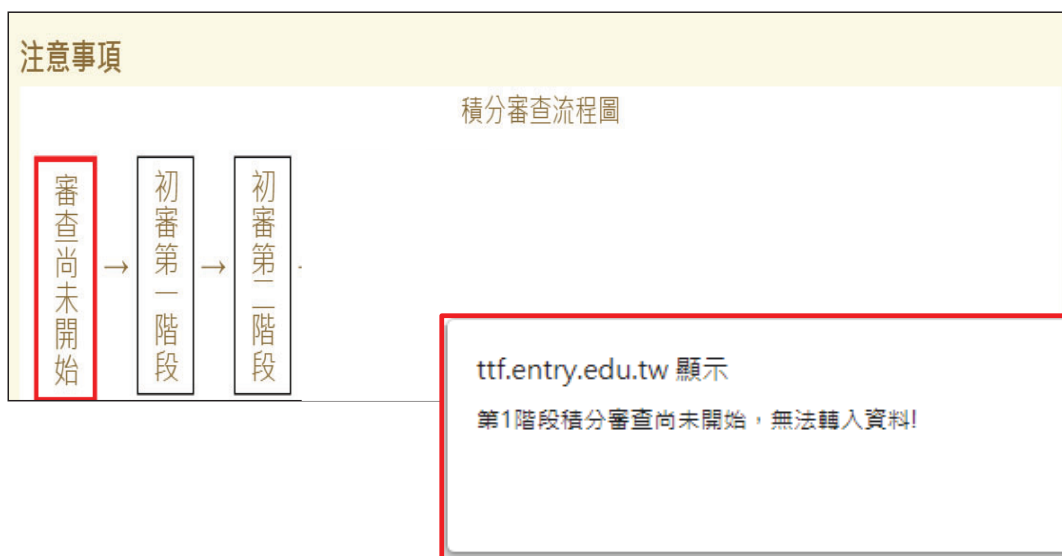 注意事項
積分審查流程圖
審查尚未開始
→
初審第一階段
→
初審第二階段
ttf.entry.edu.tw 顯示
第1階段積分審查尚未開始，無法轉入資料!